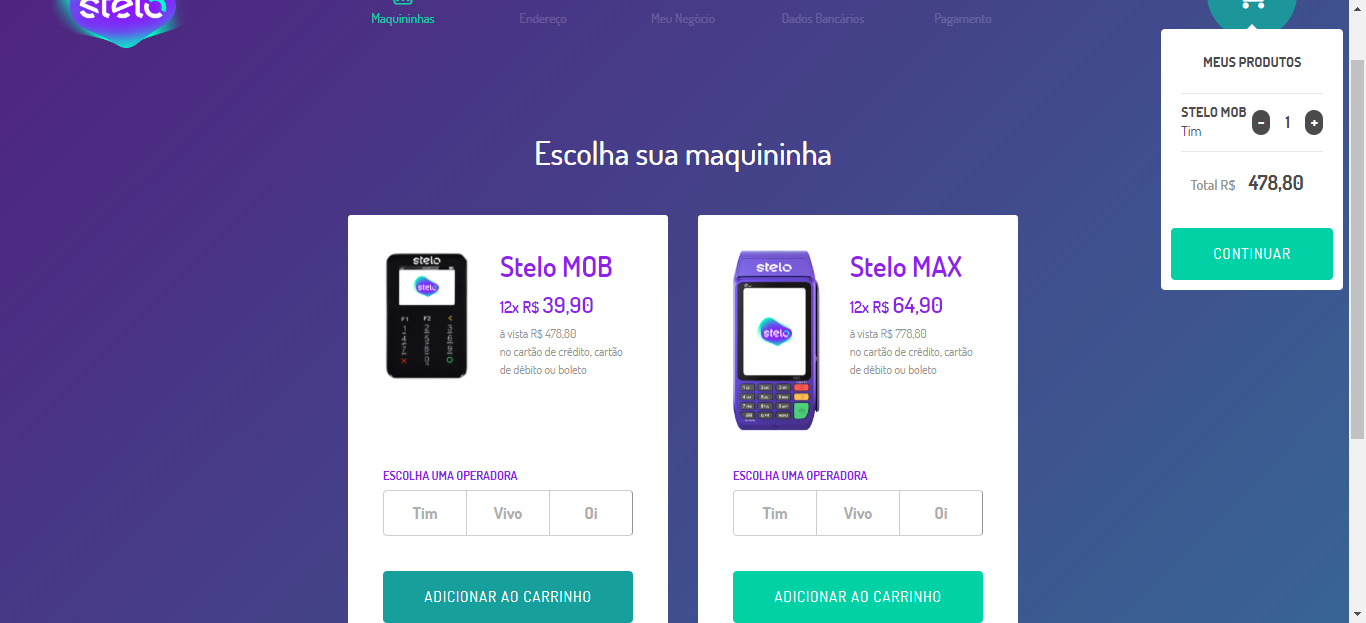 stelo
Maquininhas
Endereço
Meu Negócio
Dados Bancários
Pagamento
MEUS PRODUTOS
STELO MOB
Tim
- 1 +
Total R$ 478,80
CONTINUAR
Escolha sua maquininha
stelo
stelo
F1 F2 <
Stelo MOB
12x R$ 39,90
à vista R$ 478,80
no cartão de crédito, cartão
de débito ou boleto
ESCOLHA UMA OPERADORA
Tim Vivo Oi
ADICIONAR AO CARRINHO
stelo
stelo
Stelo MAX
12x R$ 64,90
à vista R$ 778,80
no cartão de crédito, cartão
de débito ou boleto
ESCOLHA UMA OPERADORA
Tim Vivo Oi
ADICIONAR AO CARRINHO